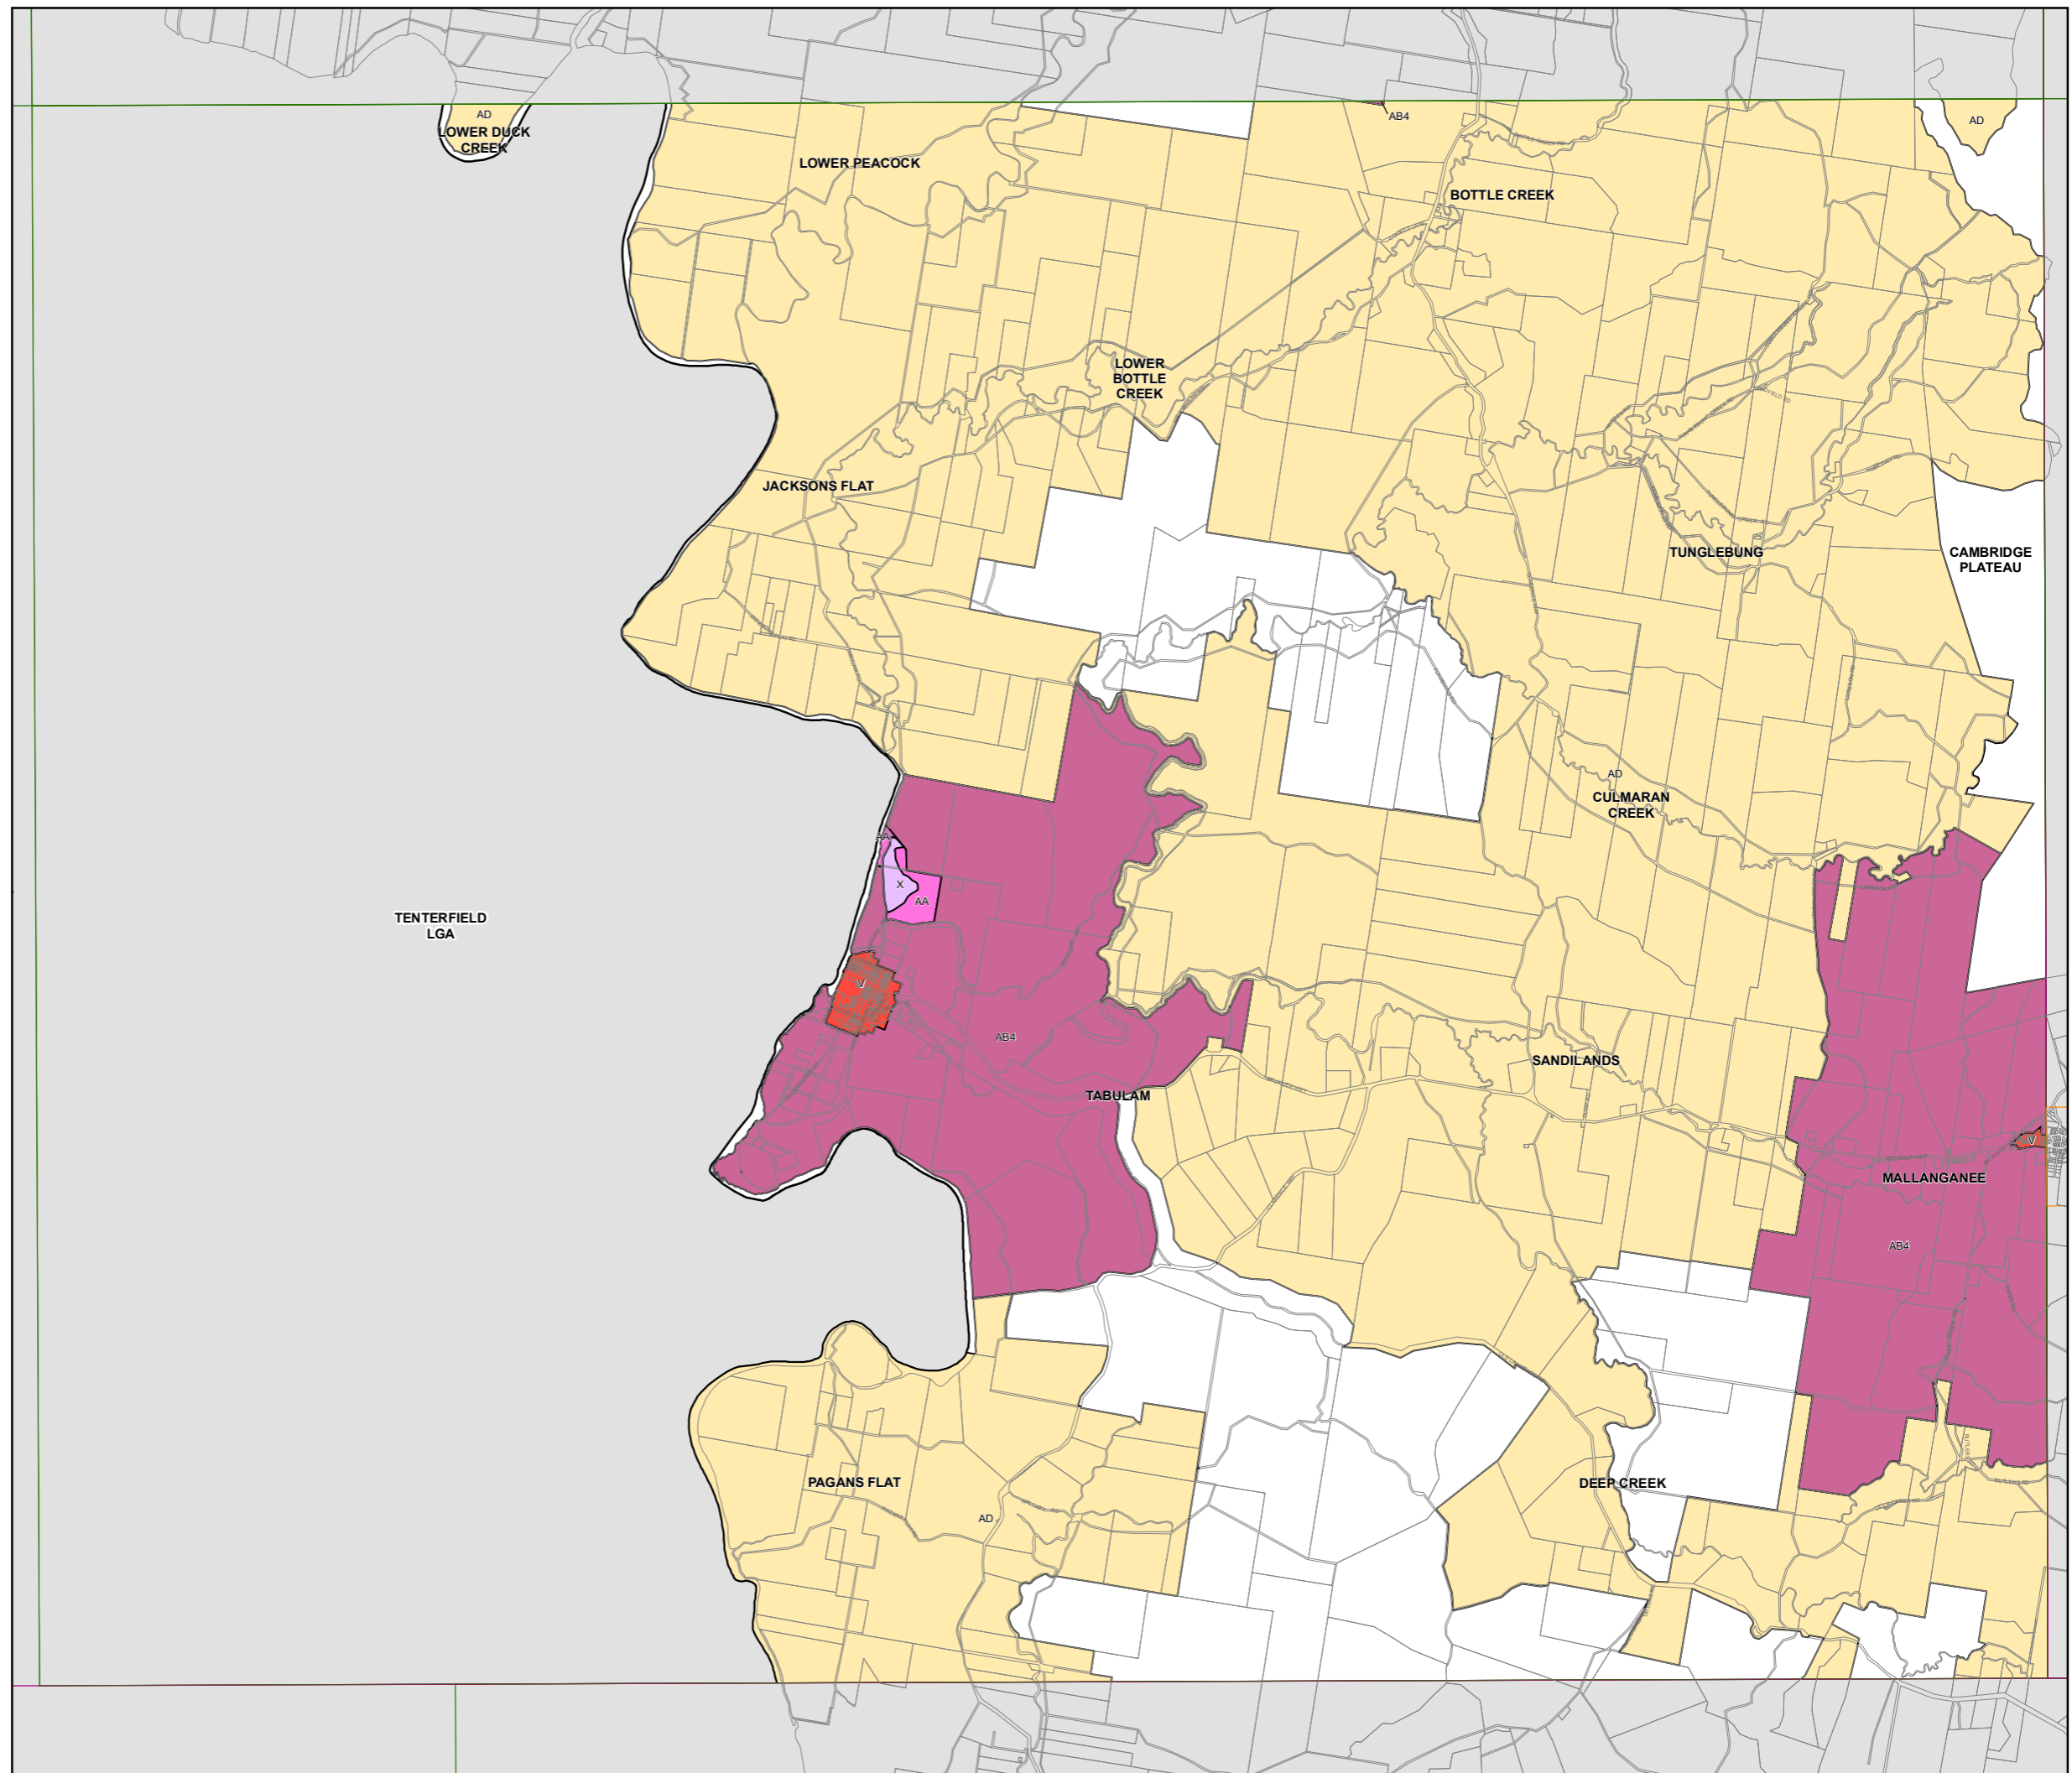 AD
LOWER DUCK
CREEK
LOWER PEACOCK
AB4
AD
BOTTLE CREEK
LOWER
BOTTLE
CREEK
JACKSONS FLAT
TUNGLEBUNG
CAMBRIDGE
PLATEAU
AD
CULMARAN
CREEK
AA
X
AA
TENTERFIELD
LGA
V
AB4
SANDILANDS
TABULAM
V
MALLANGANEE
AB4
PAGANS FLAT
DEEP CREEK
AD